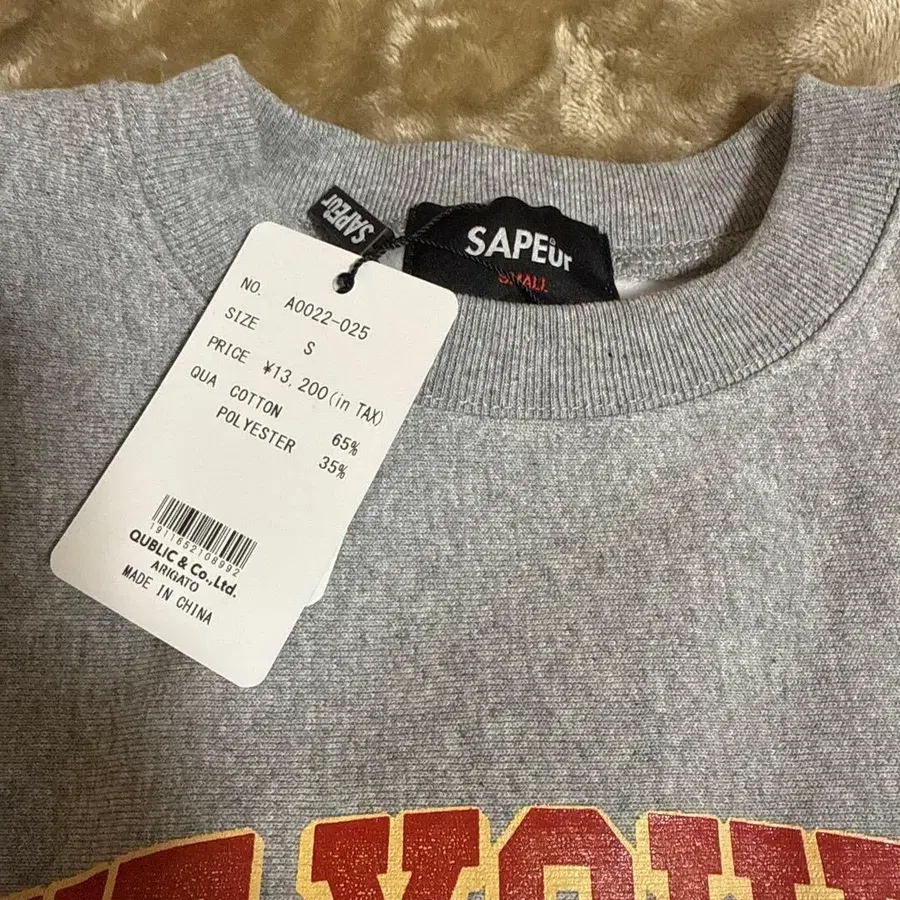 SAPEur
SAPEur
SMALL
NO. A0022-025
SIZE S
PRICE ¥13,200(in TAX)
QUA COTTON 65%
POLYESTER 35%
1911652108992
QUBLIC & Co.,Ltd.
ARIGATO
MADE IN CHINA